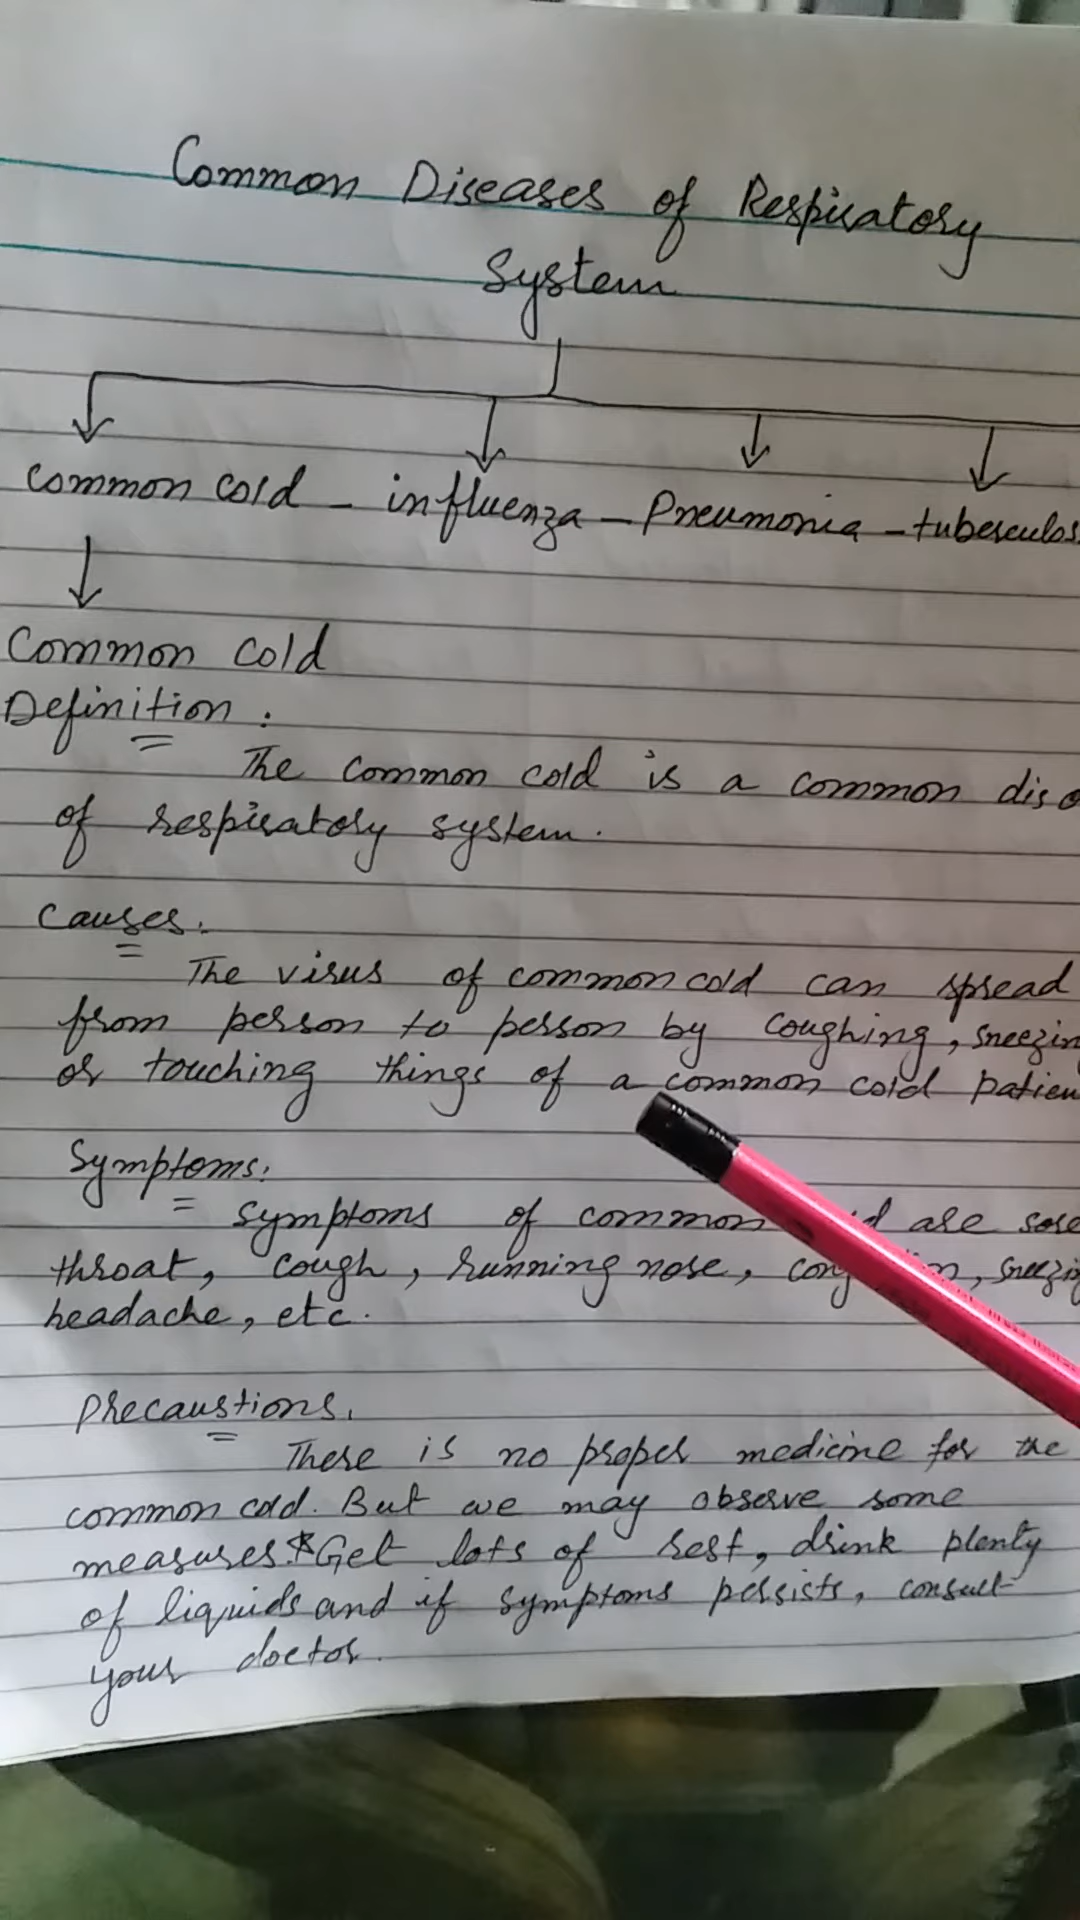 Common Diseases of Respiratory
System
Common cold - influenza - Pneumonia - tuberculos
Common Cold
Definition :
The common cold is a common
of respiratory system.
Causes:
The virus of common cold can spread
from person to person by coughing, sneezin
or touching things of a common cold patien
Symptoms:
symptoms of common are sore
throat, cough, running nose, sneezin
headache, etc.
Precaustions.
There is no proper medicine for the
common cold. But we may observe some
measures.*Get lots of rest, drink plenty
of liquids and if symptoms persists, consult
your doctor.